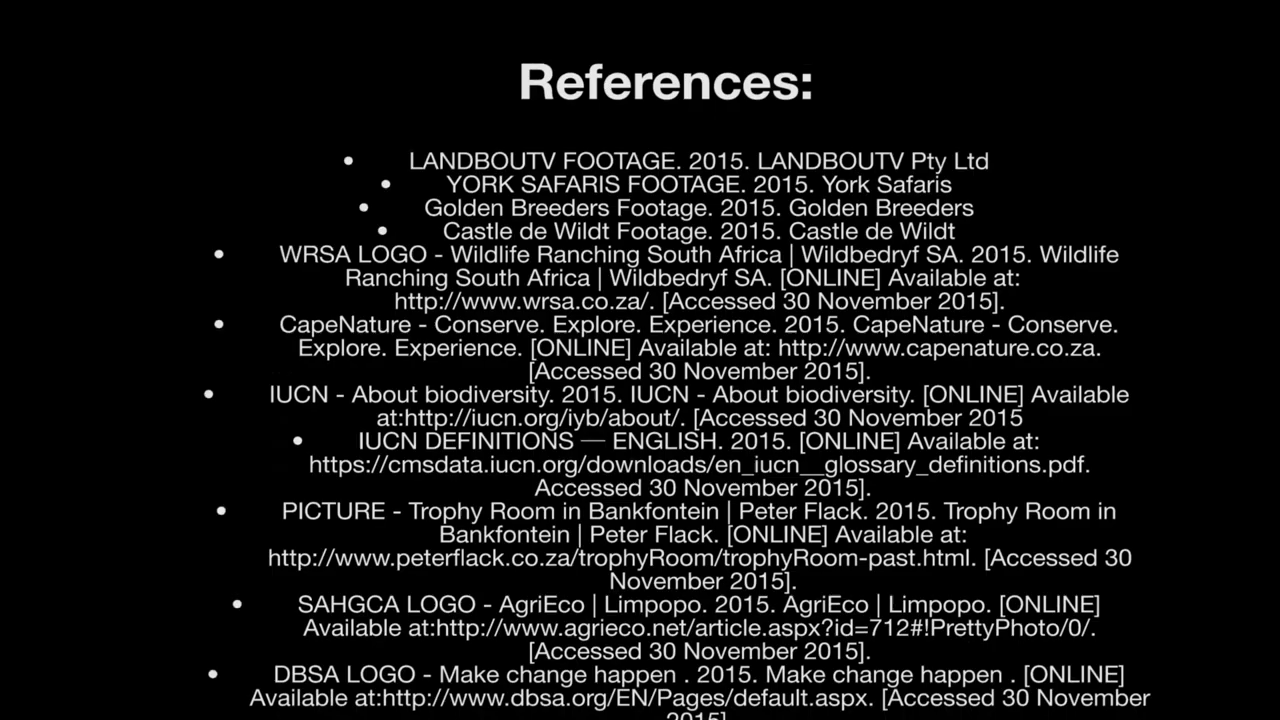 References:
• LANDBOUTV FOOTAGE. 2015. LANDBOUTV Pty Ltd
• YORK SAFARIS FOOTAGE. 2015. York Safaris
• Golden Breeders Footage. 2015. Golden Breeders
• Castle de Wildt Footage. 2015. Castle de Wildt
• WRSA LOGO - Wildlife Ranching South Africa | Wildbedryf SA. 2015. Wildlife
Ranching South Africa | Wildbedryf SA. [ONLINE] Available at:
http://www.wrsa.co.za/. [Accessed 30 November 2015].
• CapeNature - Conserve. Explore. Experience. 2015. CapeNature - Conserve.
Explore. Experience. [ONLINE] Available at: http://www.capenature.co.za.
[Accessed 30 November 2015].
• IUCN - About biodiversity. 2015. IUCN - About biodiversity. [ONLINE] Available
at:http://iucn.org/iyb/about/. [Accessed 30 November 2015
• IUCN DEFINITIONS — ENGLISH. 2015. [ONLINE] Available at:
https://cmsdata.iucn.org/downloads/en_iucn__glossary_definitions.pdf.
Accessed 30 November 2015].
• PICTURE - Trophy Room in Bankfontein | Peter Flack. 2015. Trophy Room in
Bankfontein | Peter Flack. [ONLINE] Available at:
http://www.peterflack.co.za/trophyRoom/trophyRoom-past.html. [Accessed 30
November 2015].
• SAHGCA LOGO - AgriEco | Limpopo. 2015. AgriEco | Limpopo. [ONLINE]
Available at:http://www.agrieco.net/article.aspx?id=712#!PrettyPhoto/0/.
[Accessed 30 November 2015].
• DBSA LOGO - Make change happen . 2015. Make change happen . [ONLINE]
Available at:http://www.dbsa.org/EN/Pages/default.aspx. [Accessed 30 November
2015]